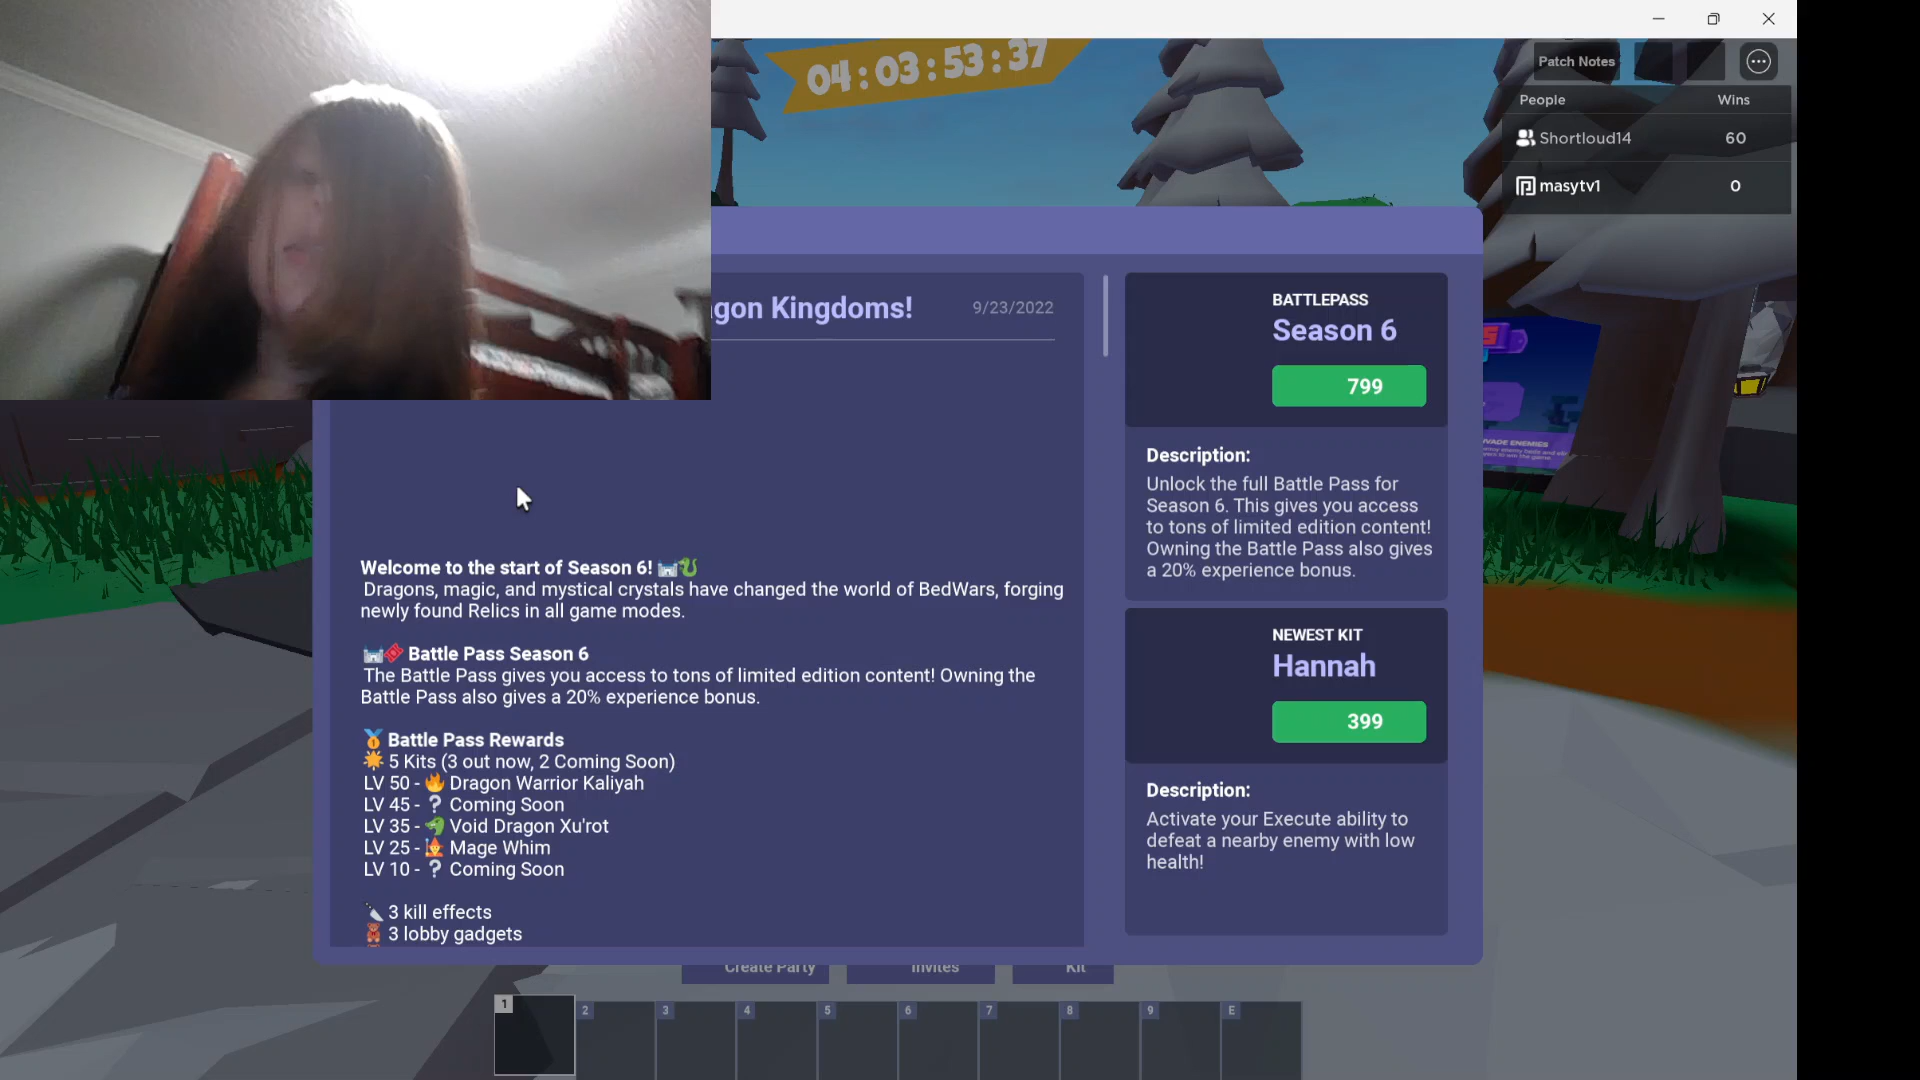 04 : 03 : 53 : 37
Patch Notes
People Wins
Shortloud14 60
masytv1 0
gon Kingdoms! 9/23/2022
Welcome to the start of Season 6! 🏰🐉
Dragons, magic, and mystical crystals have changed the world of BedWars, forging
newly found Relics in all game modes.
🏰🎟️ Battle Pass Season 6
The Battle Pass gives you access to tons of limited edition content! Owning the
Battle Pass also gives a 20% experience bonus.
🏅 Battle Pass Rewards
🌟 5 Kits (3 out now, 2 Coming Soon)
LV 50 - 🔥 Dragon Warrior Kaliyah
LV 45 - ❔ Coming Soon
LV 35 - 🐲 Void Dragon Xu'rot
LV 25 - 🧙 Mage Whim
LV 10 - ❔ Coming Soon
🔪 3 kill effects
🧸 3 lobby gadgets
BATTLEPASS
Season 6
799
Description:
Unlock the full Battle Pass for
Season 6. This gives you access
to tons of limited edition content!
Owning the Battle Pass also gives
a 20% experience bonus.
NEWEST KIT
Hannah
399
Description:
Activate your Execute ability to
defeat a nearby enemy with low
health!
Create Party Invites Kit
1 2 3 4 5 6 7 8 9 E